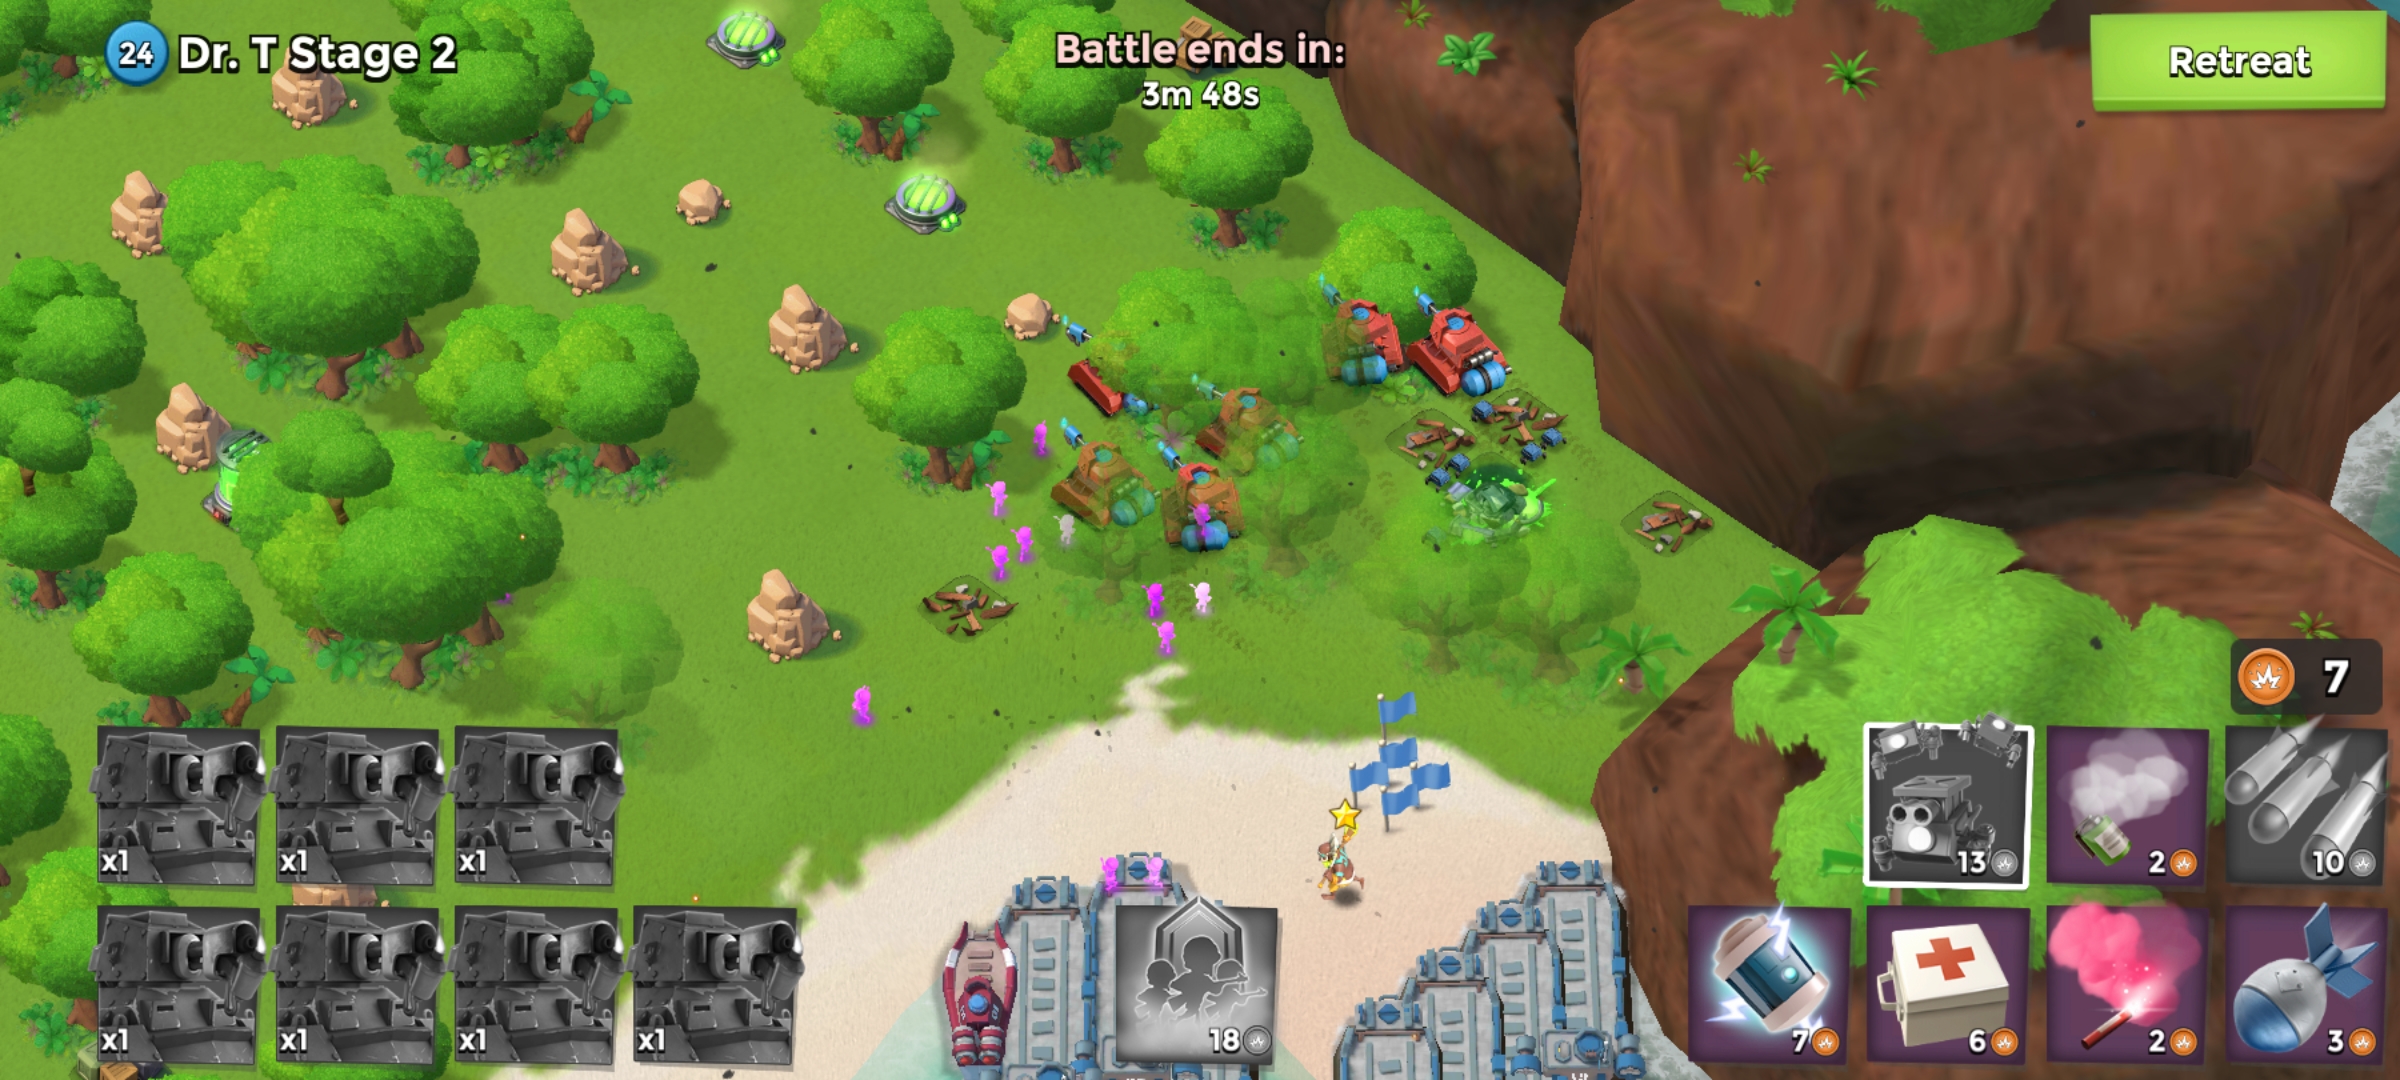 24 Dr. T Stage 2
Battle ends in:
3m 48s
Retreat
7
x1 x1 x1
13 2 10
x1 x1 x1 x1
18
7 6 2 3